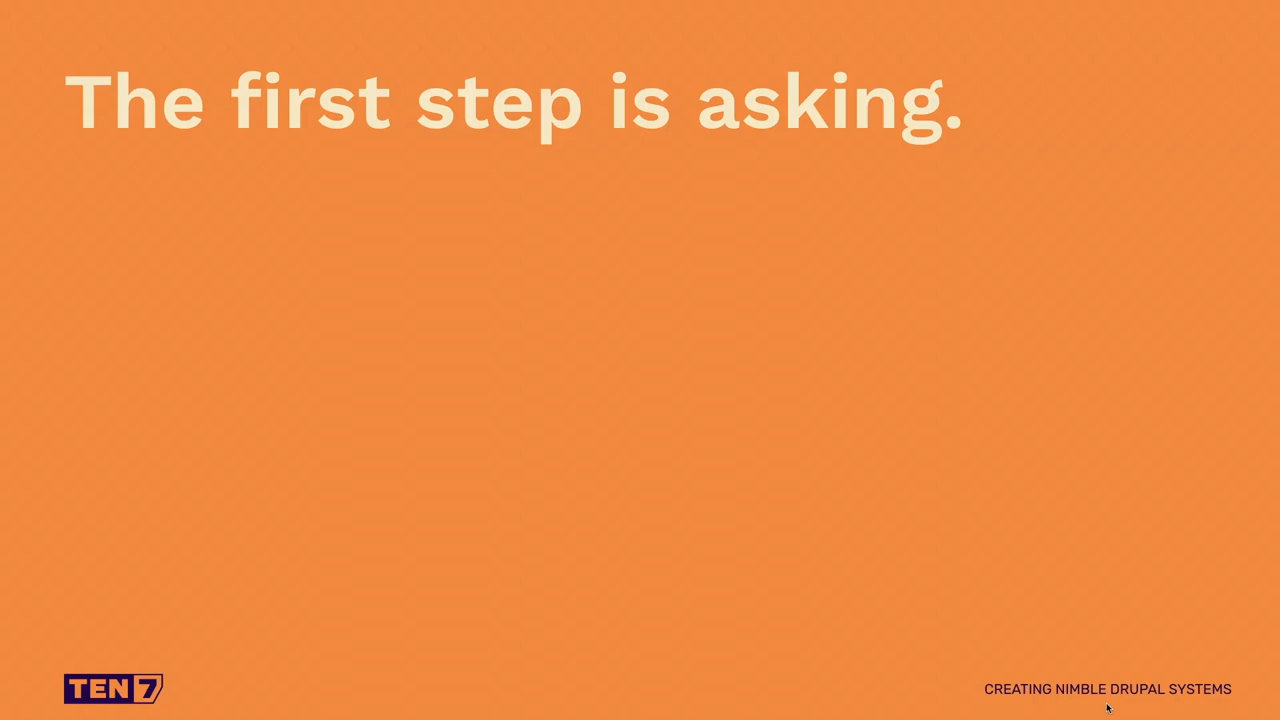 The first step is asking.
TEN7
CREATING NIMBLE DRUPAL SYSTEMS